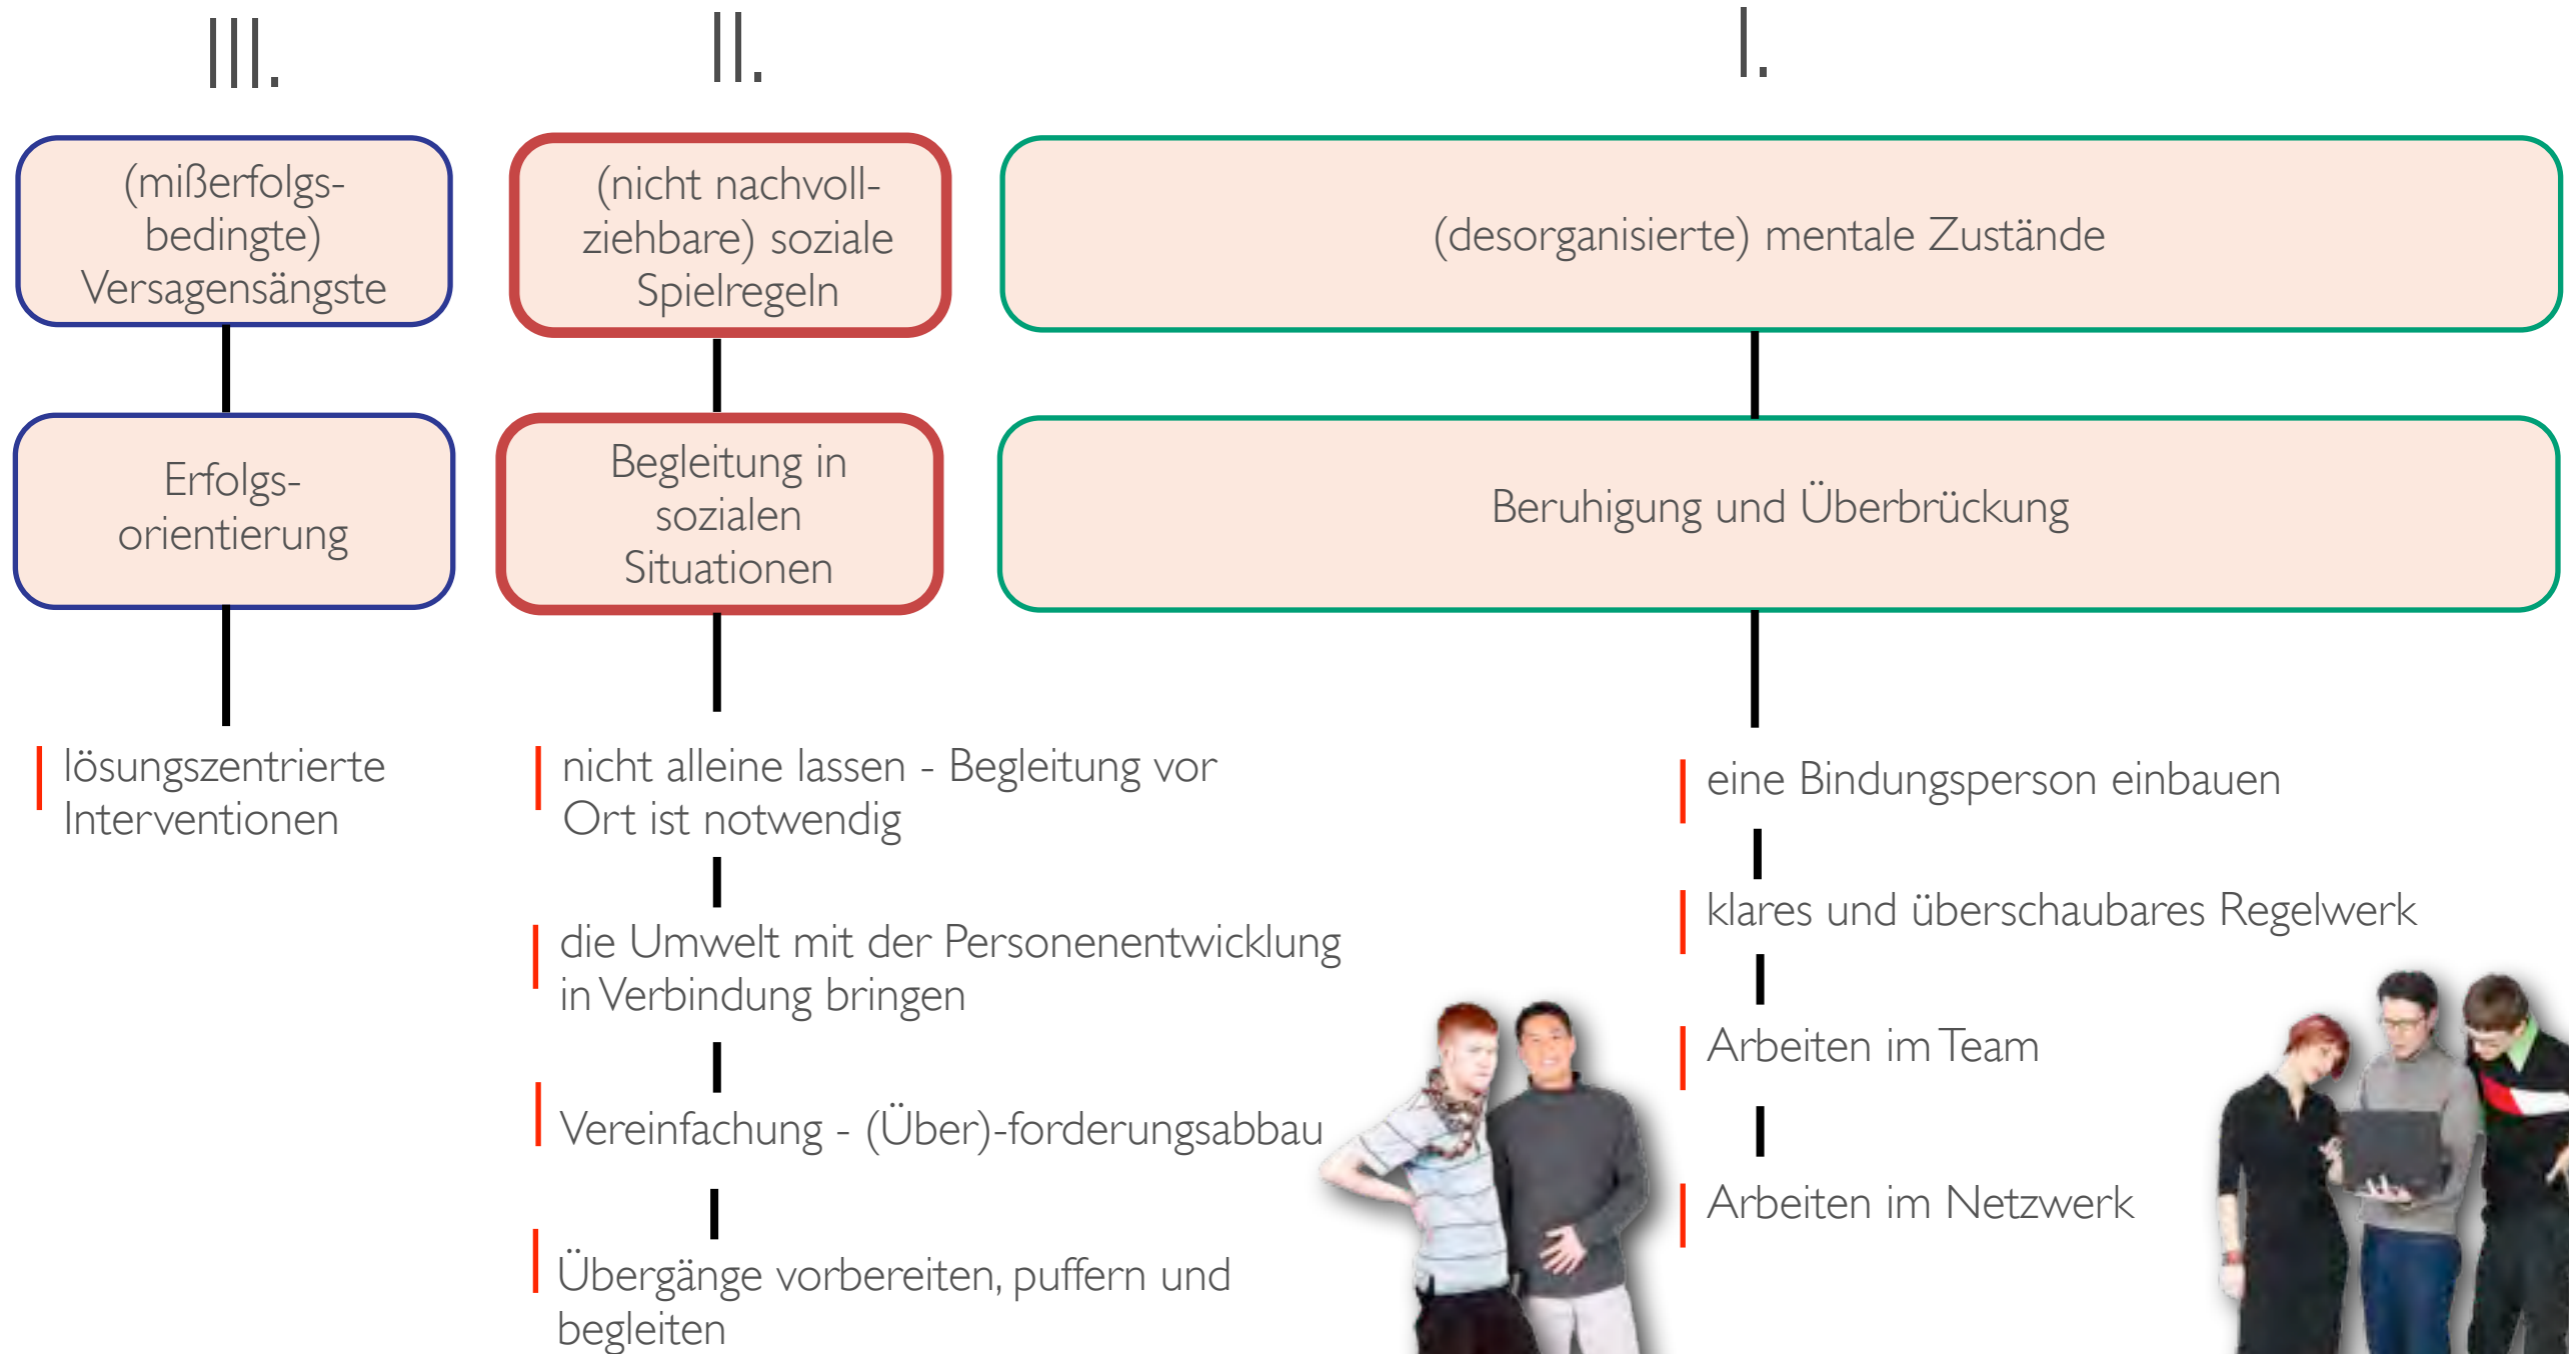 III.
(mißerfolgs-
bedingte)
Versagensängste
Erfolgs-
orientierung
lösungszentrierte
Interventionen
II.
(nicht nachvoll-
ziehbare) soziale
Spielregeln
Begleitung in
sozialen
Situationen
nicht alleine lassen - Begleitung vor
Ort ist notwendig
die Umwelt mit der Personenentwicklung
in Verbindung bringen
Vereinfachung - (Über)-forderungsabbau
Übergänge vorbereiten, puffern und
begleiten
I.
(desorganisierte) mentale Zustände
Beruhigung und Überbrückung
eine Bindungsperson einbauen
klares und überschaubares Regelwerk
Arbeiten im Team
Arbeiten im Netzwerk